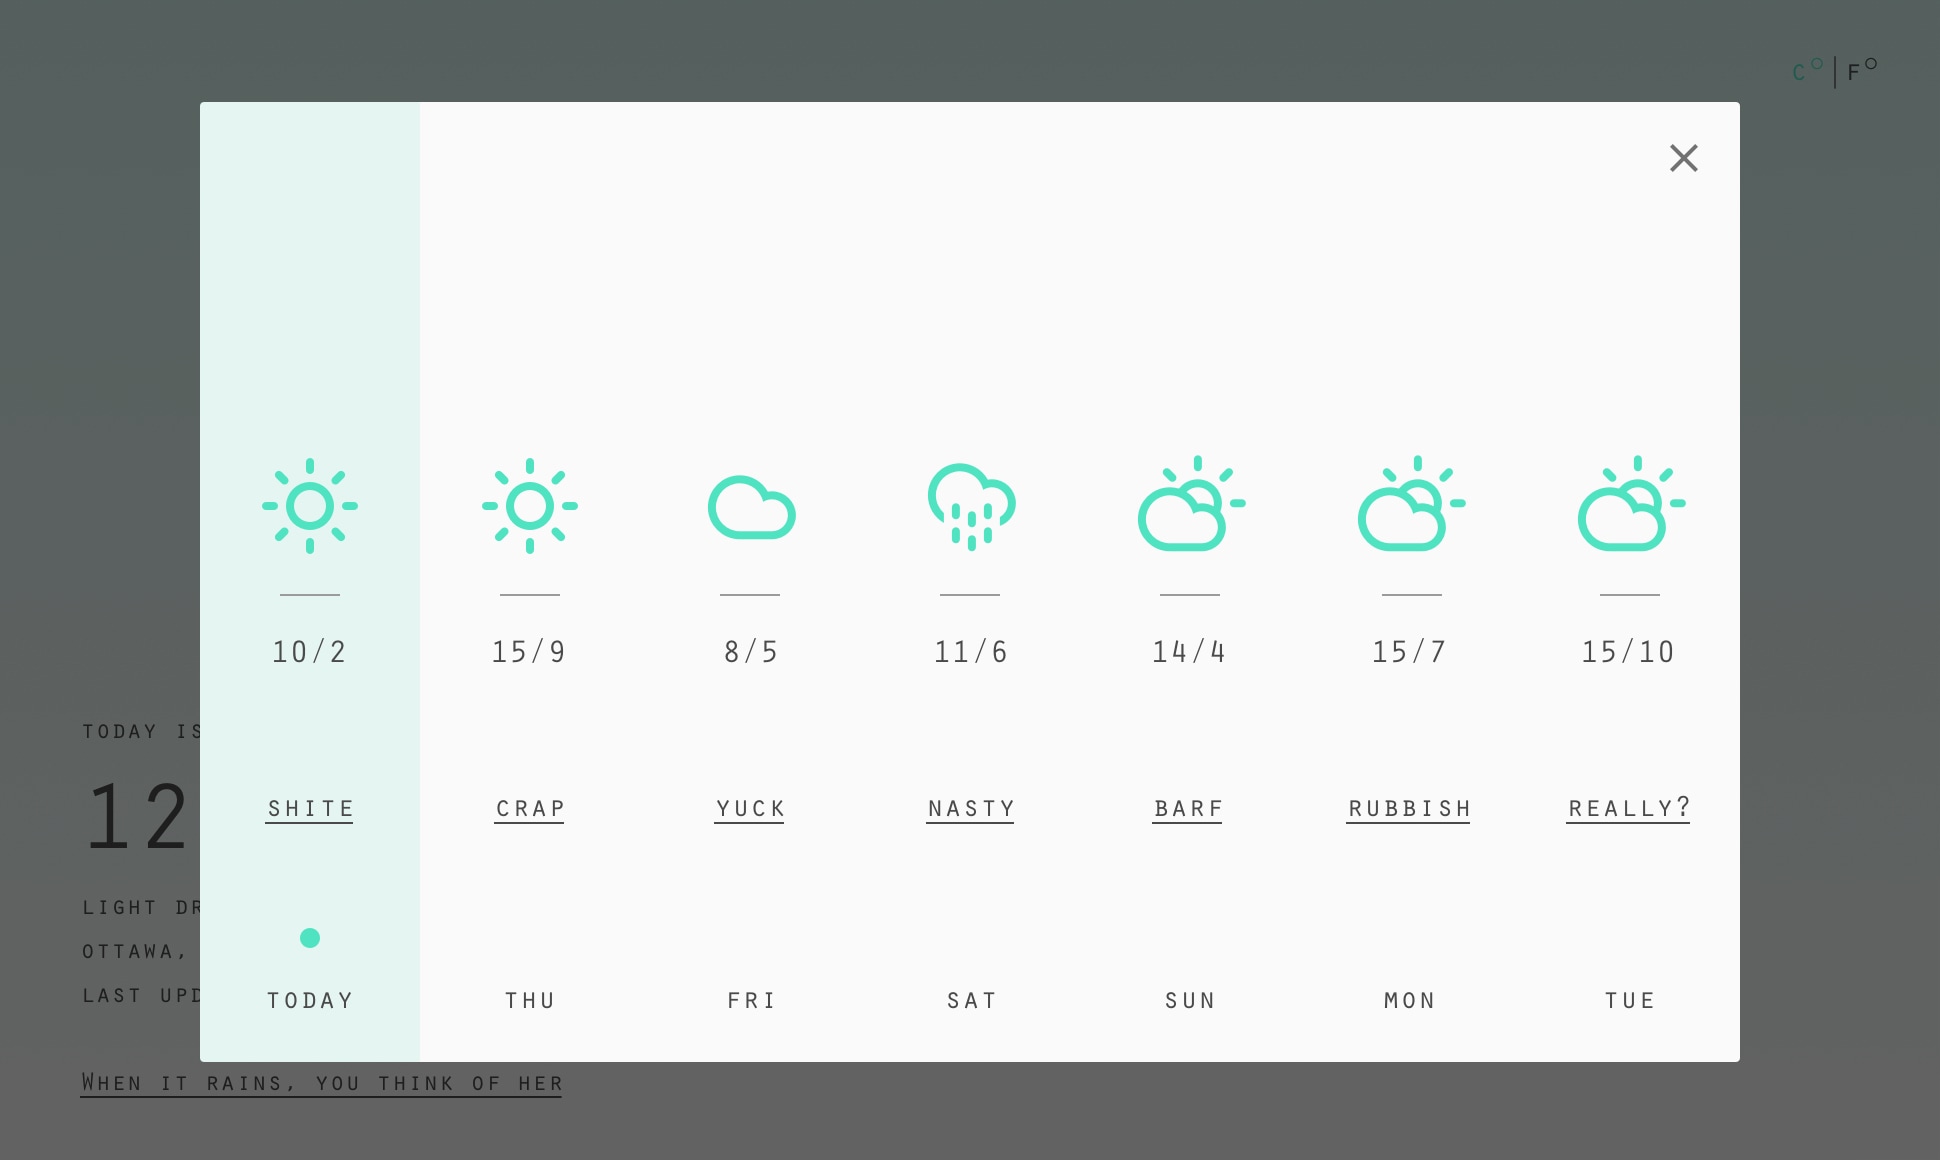 C° F°
10/2 15/9 8/5 11/6 14/4 15/7 15/10
TODAY IS
12
SHITE CRAP YUCK NASTY BARF RUBBISH REALLY?
LIGHT
OTTAWA,
LAST
TODAY THU FRI SAT SUN MON TUE
WHEN IT RAINS, YOU THINK OF HER